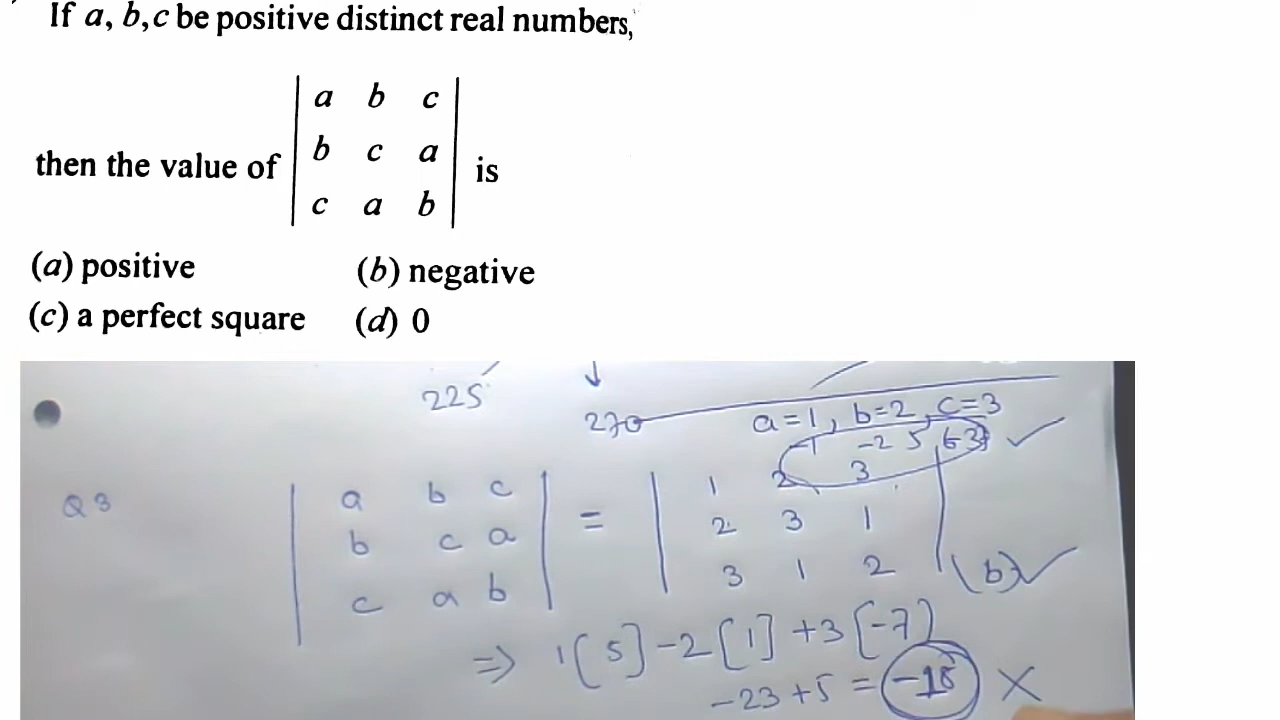 If a, b, c be positive distinct real numbers,
then the value of | a b c |
| b c a |
| c a b | is
(a) positive (b) negative
(c) a perfect square (d) 0
225
270
a=1, b=2, c=3
Q3
| a b c | = | 1 2 3 |
| b c a | | 2 3 1 |
| c a b | | 3 1 2 | (b) ✓
⇒ 1[5] -2[1] +3[-7]
-23 + 5 = -18 ×